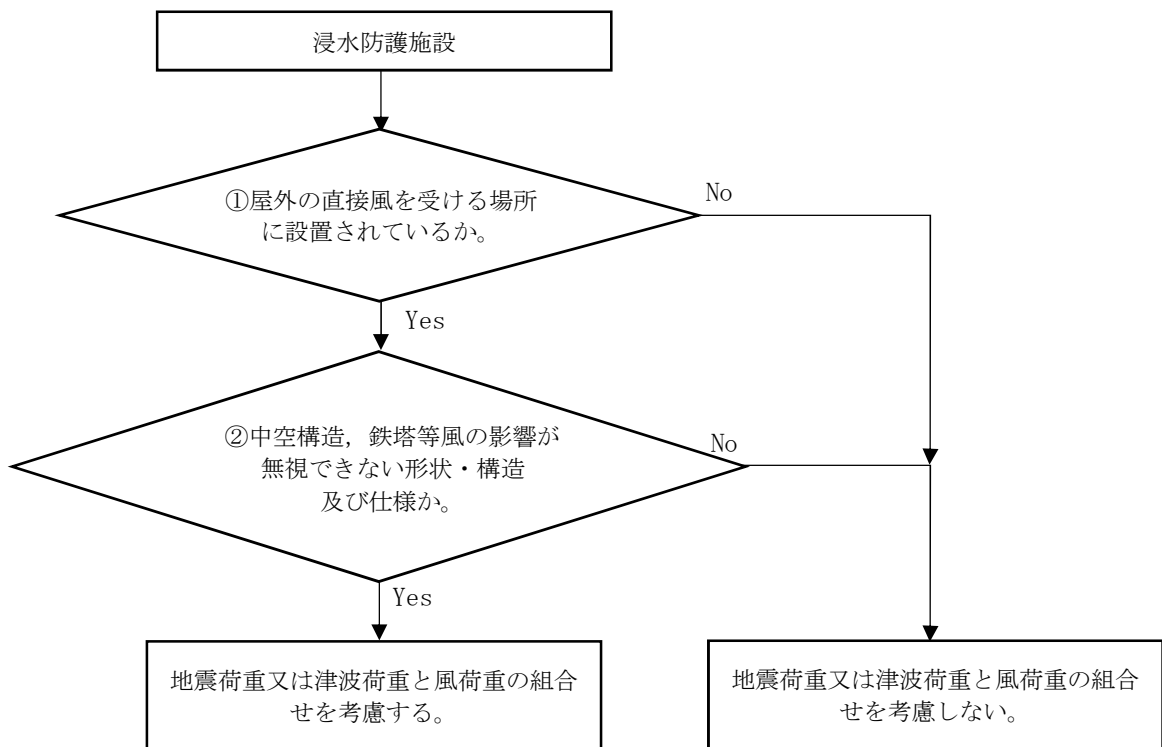 浸水防護施設
①屋外の直接風を受ける場所
に設置されているか。
No
Yes
②中空構造，鉄塔等風の影響が
無視できない形状・構造
及び仕様か。
No
Yes
地震荷重又は津波荷重と風荷重の組合
せを考慮する。
地震荷重又は津波荷重と風荷重の組合
せを考慮しない。